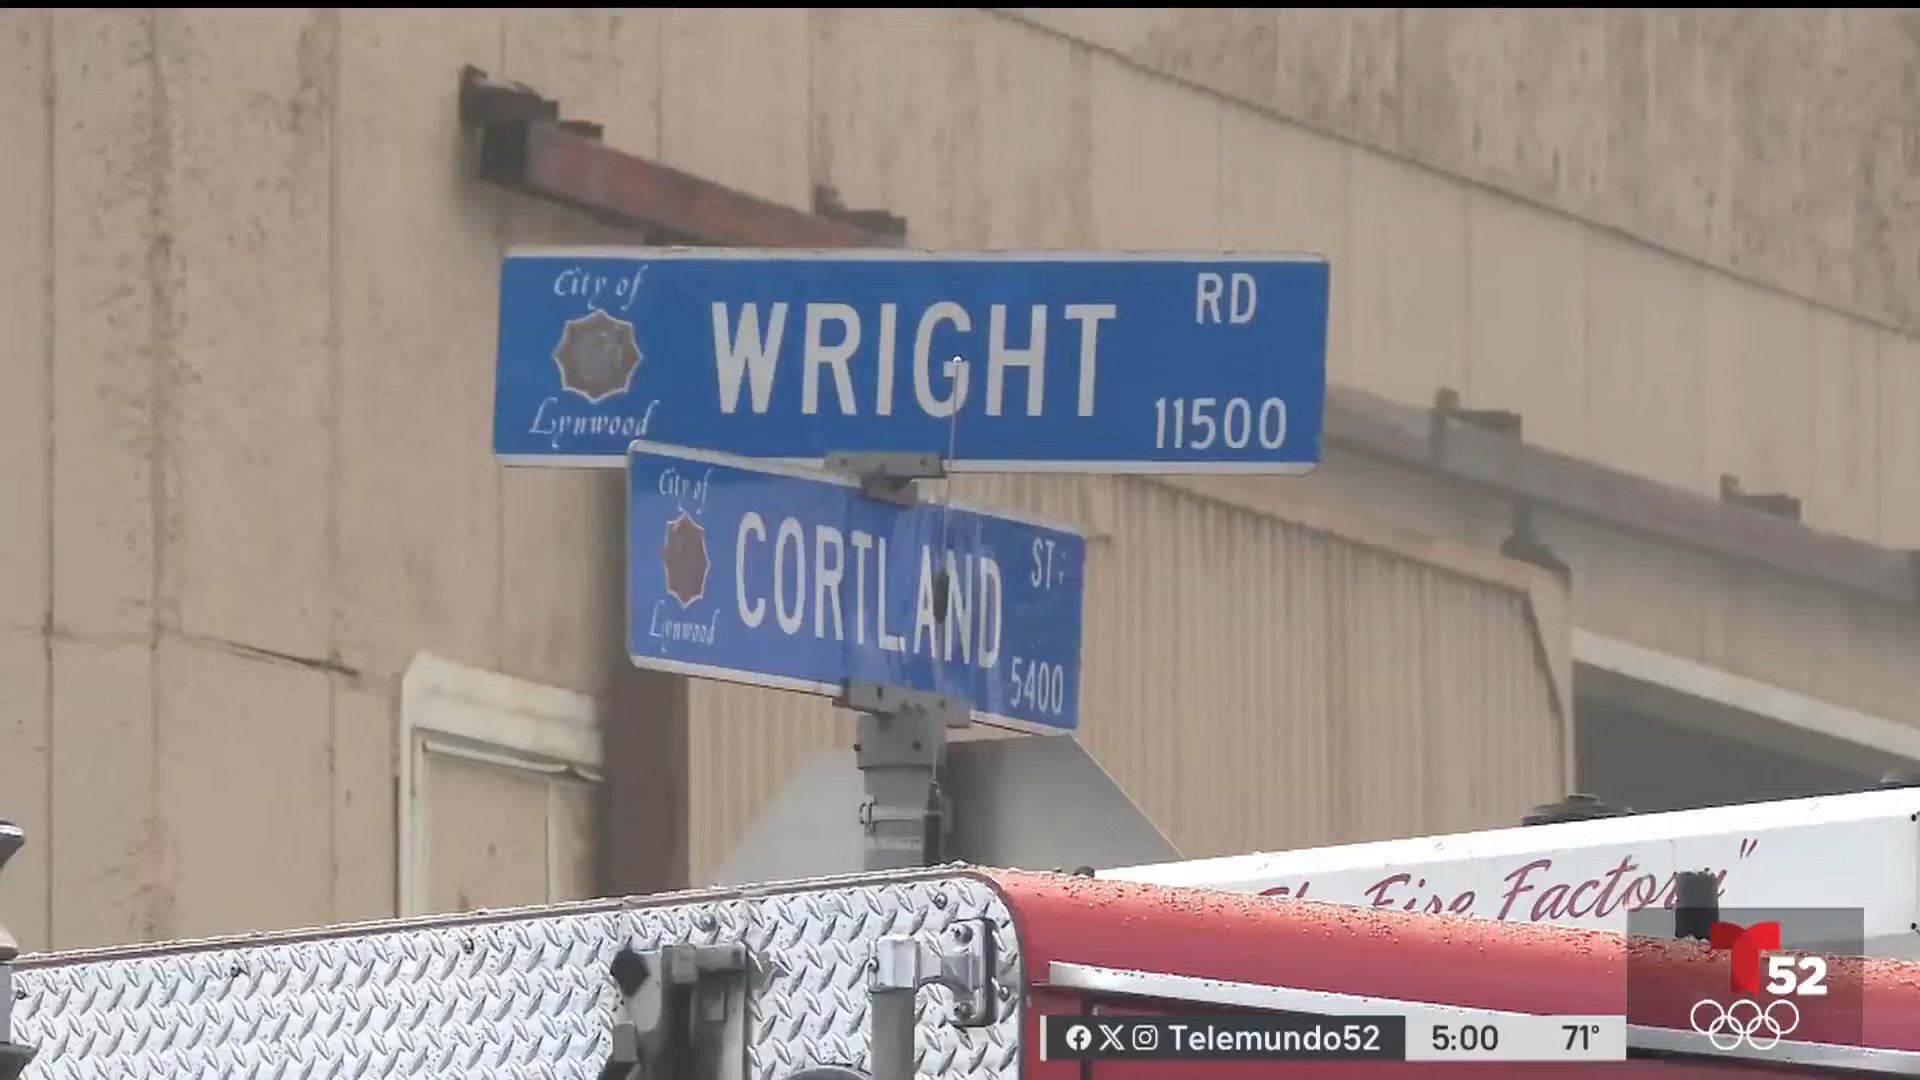 City of
Lynwood
WRIGHT
RD
11500
City of
Lynwood
CORTLAND
ST
5400
Fire Factory"
52
Telemundo52
5:00
71°